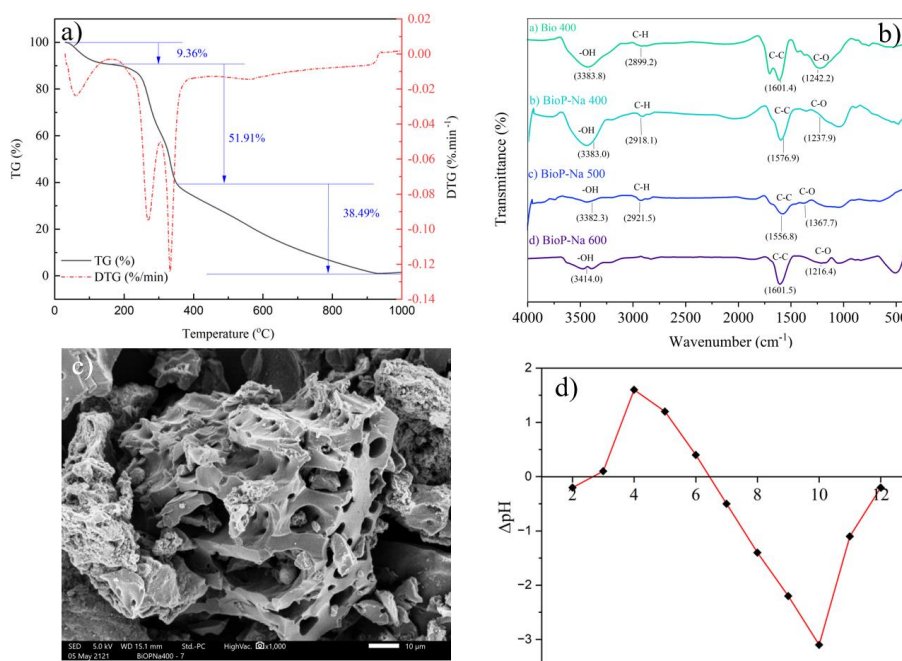 a)
100
80
60
40
20
0
TG (%)
9.36%
51.91%
38.49%
TG (%)
DTG (%/min)
0
200
400
600
800
1000
Temperature (°C)
0.02
0.00
-0.02
-0.04
-0.06
-0.08
-0.10
-0.12
-0.14
DTG (%.min⁻¹)
b)
Transmittance (%)
a) Bio 400
-OH
(3383.8)
C-H
(2899.2)
C-C
(1601.4)
C-O
(1242.2)
b) BioP-Na 400
-OH
(3383.0)
C-H
(2918.1)
C-C
(1576.9)
C-O
(1237.9)
c) BioP-Na 500
-OH
(3382.3)
C-H
(2921.5)
C-C
(1556.8)
C-O
(1367.7)
d) BioP-Na 600
-OH
(3414.0)
C-C
(1601.5)
C-O
(1216.4)
4000
3500
3000
2500
2000
1500
1000
Wavenumber (cm⁻¹)
c)
SED 5.0 kV WD 15.1 mm Std.-PC HighVac. x1,000 10 µm
05 May 2121 BiOPNa400 - 7
d)
2
1
0
−1
−2
−3
ΔpH
2
4
6
8
10
12